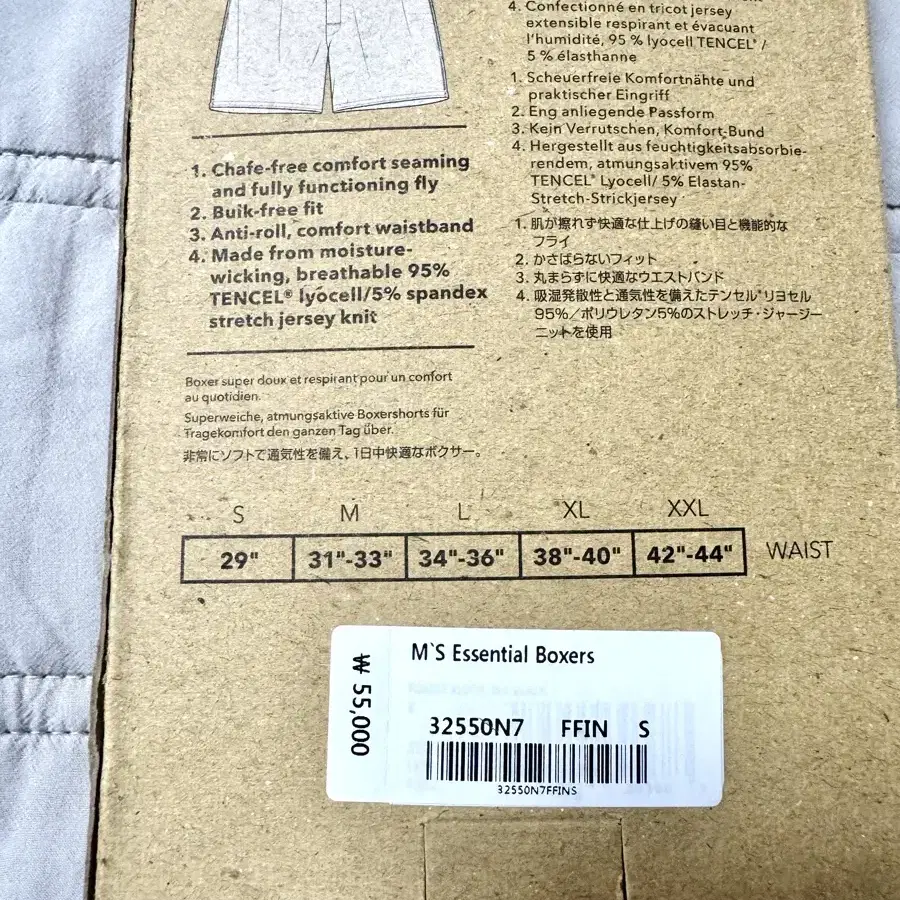 1. Chafe-free comfort seaming
and fully functioning fly
2. Bulk-free fit
3. Anti-roll, comfort waistband
4. Made from moisture-
wicking, breathable 95%
TENCEL® lyocell/5% spandex
stretch jersey knit
Boxer super doux et respirant pour un confort
au quotidien.
Superweiche, atmungsaktive Boxershorts für
Tragekomfort den ganzen Tag über.
非常にソフトで通気性を備え、1日中快適なボクサー。
4. Confectionné en tricot jersey
extensible respirant et évacuant
l'humidité, 95 % lyocell TENCEL® /
5 % élasthanne
1. Scheuerfreie Komfortnähte und
praktischer Eingriff
2. Eng anliegende Passform
3. Kein Verrutschen, Komfort-Bund
4. Hergestellt aus feuchtigkeitsabsorbie-
rendem, atmungsaktivem 95%
TENCEL® Lyocell/ 5% Elastan-
Stretch-Strickjersey
1. 肌が擦れず快適な仕上げの縫い目と機能的な
フライ
2. かさばらないフィット
3. 丸まらずに快適なウエストバンド
4. 吸湿発散性と通気性を備えたテンセル®リヨセル
95%／ポリウレタン5%のストレッチ・ジャージー
ニットを使用
S M L XL XXL
29" 31"-33" 34"-36" 38"-40" 42"-44" WAIST
₩ 55,000
M`S Essential Boxers
32550N7 FFIN S
32550N7FFINS